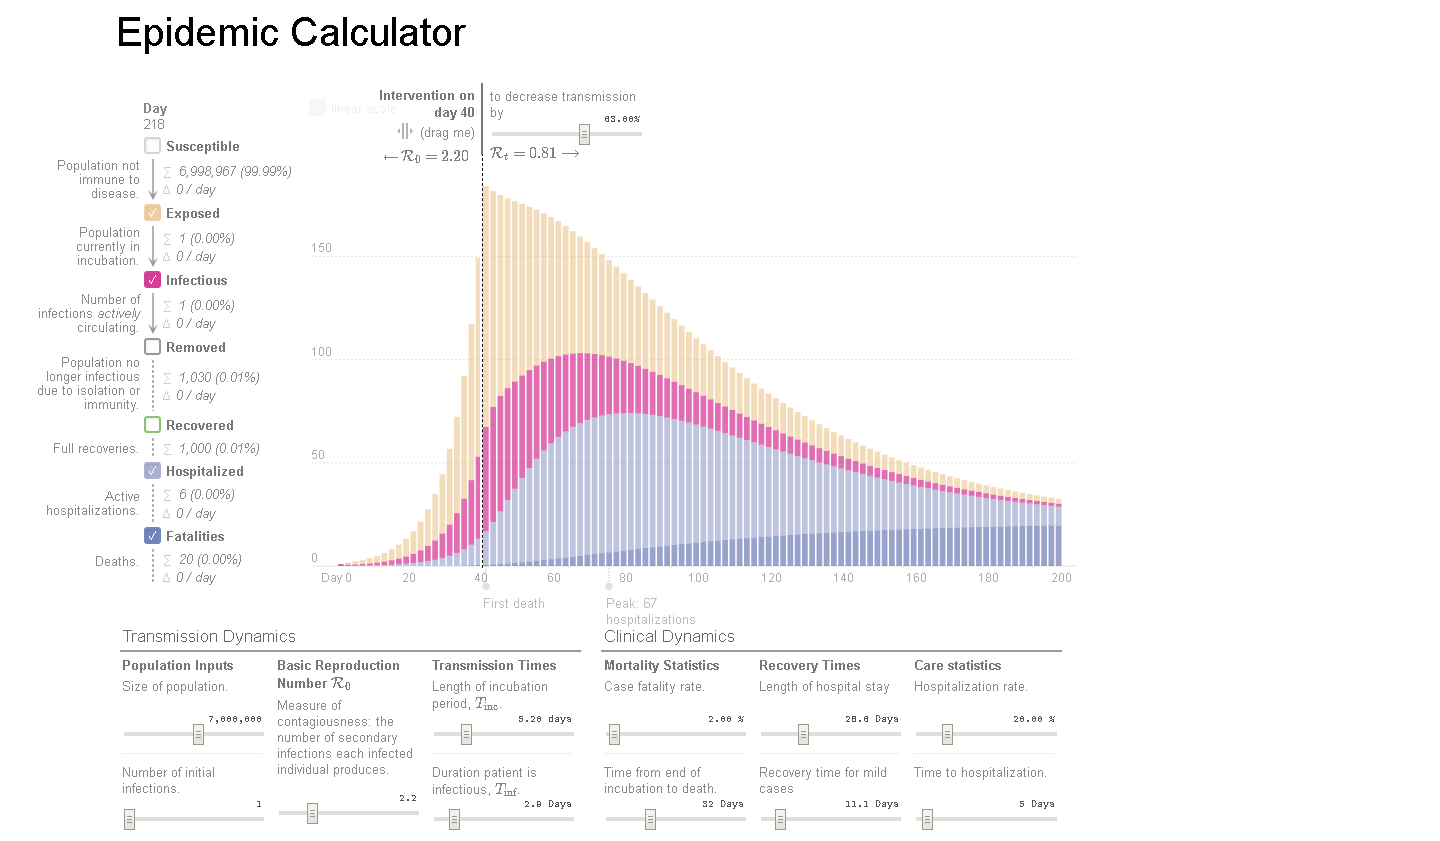 Epidemic Calculator
Day
218
linear scale
Intervention on
day 40
(drag me)
← R₀ = 2.20
to decrease transmission
by
63.00%
Rₜ = 0.81 →
Susceptible
Population not
immune to
disease.
∑ 6,998,967 (99.99%)
Δ 0 / day
✓ Exposed
Population
currently in
incubation.
∑ 1 (0.00%)
Δ 0 / day
✓ Infectious
Number of
infections actively
circulating.
∑ 1 (0.00%)
Δ 0 / day
Removed
Population no
longer infectious
due to isolation or
immunity.
∑ 1,030 (0.01%)
Δ 0 / day
Recovered
Full recoveries.
∑ 1,000 (0.01%)
✓ Hospitalized
Active
hospitalizations.
∑ 6 (0.00%)
Δ 0 / day
✓ Fatalities
Deaths.
∑ 20 (0.00%)
Δ 0 / day
150
100
50
0
Day 0 20 40 60 80 100 120 140 160 180 200
First death
Peak: 67
hospitalizations
Transmission Dynamics
Population Inputs
Size of population.
7,000,000
Number of initial
infections.
1
Basic Reproduction
Number R₀
Measure of
contagiousness: the
number of secondary
infections each infected
individual produces.
2.2
Transmission Times
Length of incubation
period, T_inc.
5.20 days
Duration patient is
infectious, T_inf.
2.9 Days
Clinical Dynamics
Mortality Statistics
Case fatality rate.
2.00 %
Time from end of
incubation to death.
32 Days
Recovery Times
Length of hospital stay
28.6 Days
Recovery time for mild
cases
11.1 Days
Care statistics
Hospitalization rate.
20.00 %
Time to hospitalization.
5 Days